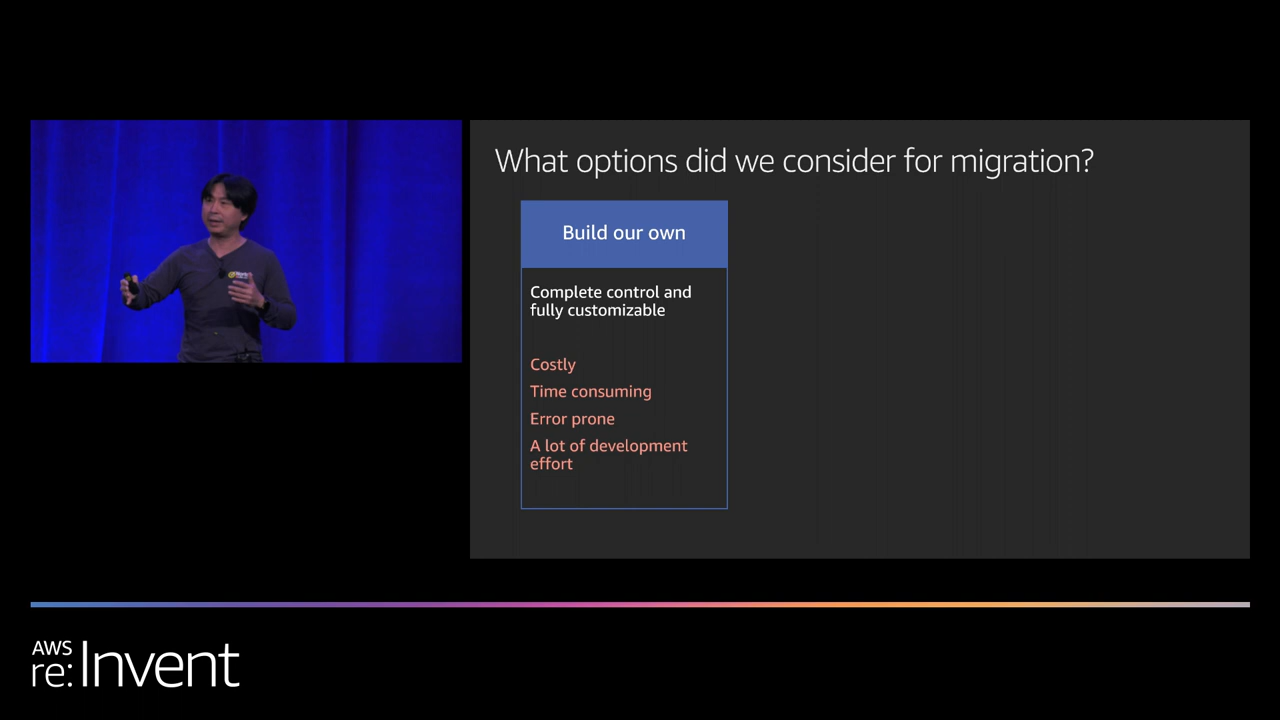 What options did we consider for migration?
Build our own
Complete control and
fully customizable
Costly
Time consuming
Error prone
A lot of development
effort
AWS
re:Invent